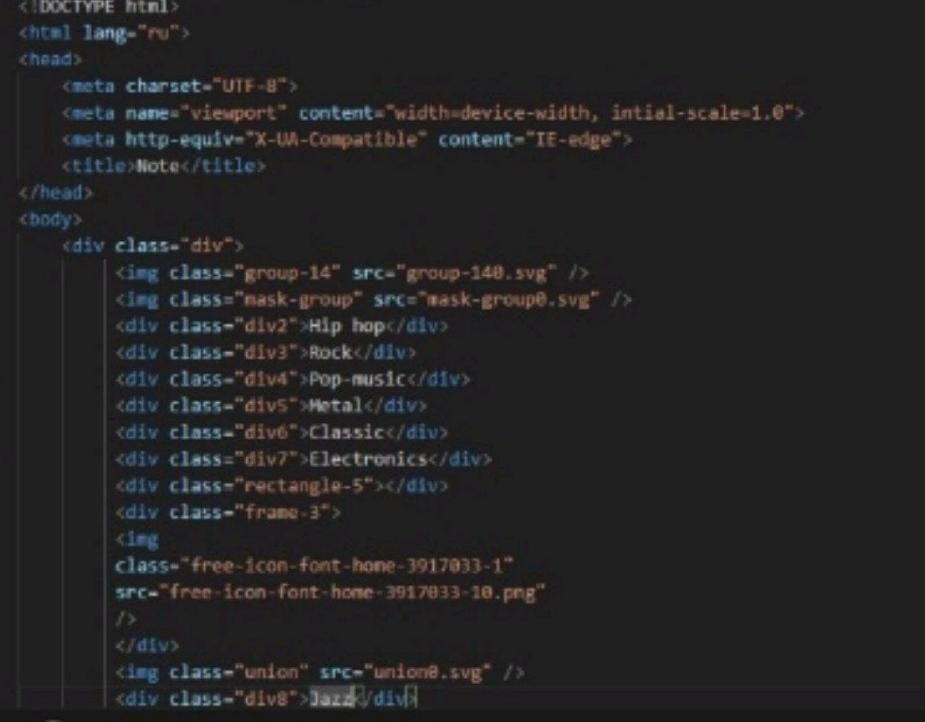 <!DOCTYPE html>
<html lang="ru">
<head>
<meta charset="UTF-8">
<meta name="viewport" content="width=device-width, intial-scale=1.0">
<meta http-equiv="X-UA-Compatible" content="IE-edge">
<title>Note</title>
</head>
<body>
<div class="div">
<img class="group-14" src="group-140.svg" />
<img class="mask-group" src="mask-group0.svg" />
<div class="div2">Hip hop</div>
<div class="div3">Rock</div>
<div class="div4">Pop-music</div>
<div class="div5">Metal</div>
<div class="div6">Classic</div>
<div class="div7">Electronics</div>
<div class="rectangle-5"></div>
<div class="frame-3">
<img
class="free-icon-font-home-3917033-1"
src="free-icon-font-home-3917033-10.png"
/>
</div>
<img class="union" src="union0.svg" />
<div class="div8">Jazz</div>